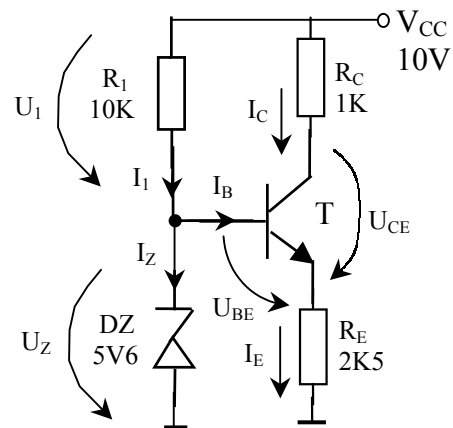 V_CC
10V
R_1
10K
R_C
1K
U_1
I_C
I_1
I_B
T
U_CE
I_Z
U_BE
U_Z
DZ
5V6
I_E
R_E
2K5